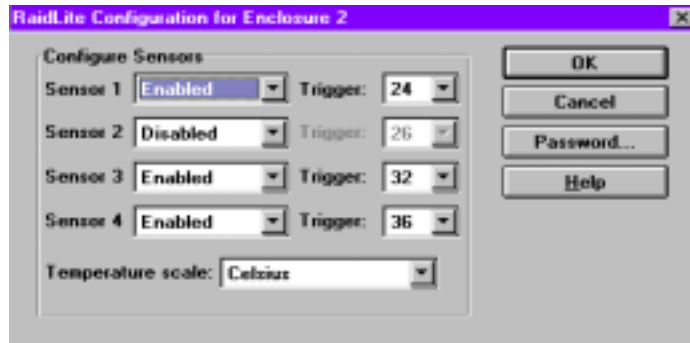 RaidLite Configuration for Enclosure 2
Configure Sensors
Sensor 1 Enabled Trigger: 24
Sensor 2 Disabled Trigger: 26
Sensor 3 Enabled Trigger: 32
Sensor 4 Enabled Trigger: 36
Temperature scale: Celsius
OK
Cancel
Password...
Help